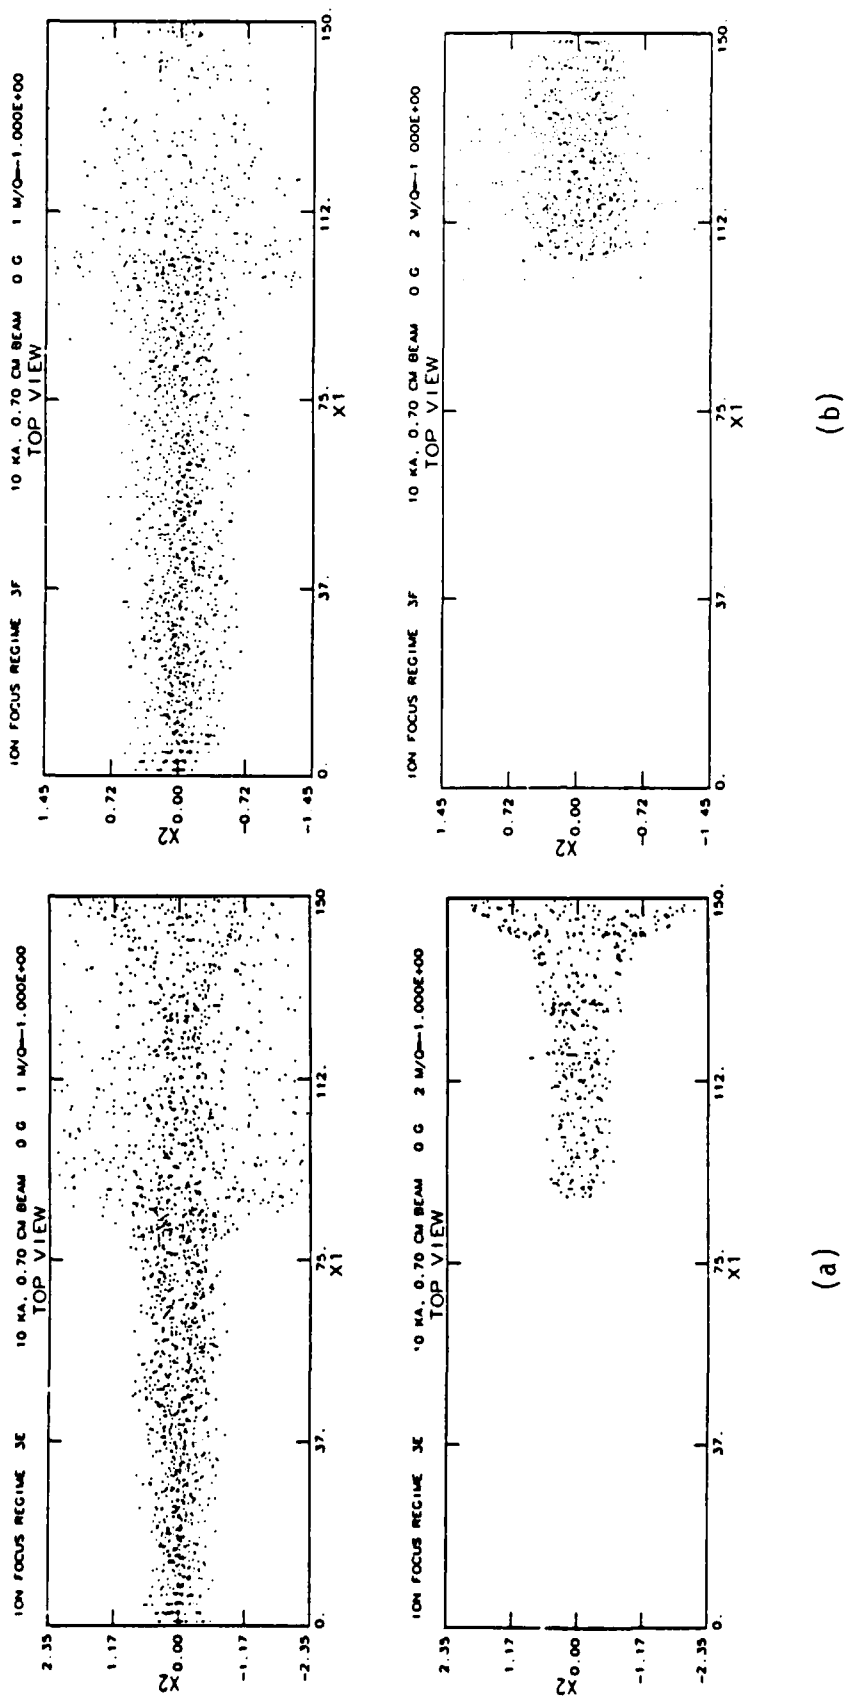 ION FOCUS REGIME 3E 10 KA, 0.70 CM BEAM 0 G 1 M/Q=-1.000E+00
TOP VIEW
2.35
1.17
X2 0.00
-1.17
-2.35
0. 37. 75. 112. 150.
X1
ION FOCUS REGIME 3E 10 KA, 0.70 CM BEAM 0 G 2 M/Q=-1.000E+00
TOP VIEW
2.35
1.17
X2 0.00
-1.17
-2.35
0. 37. 75. 112. 150.
X1
(a)
ION FOCUS REGIME 3F 10 KA, 0.70 CM BEAM 0 G 1 M/Q=-1.000E+00
TOP VIEW
1.45
0.72
X2 0.00
-0.72
-1.45
0. 37. 75. 112. 150.
X1
ION FOCUS REGIME 3F 10 KA, 0.70 CM BEAM 0 G 2 M/Q=-1.000E+00
TOP VIEW
1.45
0.72
X2 0.00
-0.72
-1.45
0. 37. 75. 112. 150.
X1
(b)